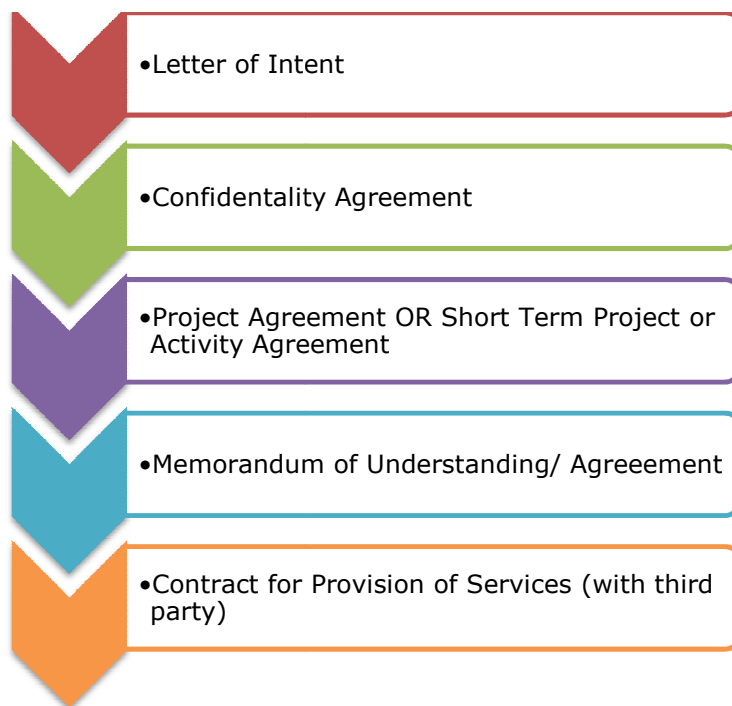 •Letter of Intent
•Confidentality Agreement
•Project Agreement OR Short Term Project or
Activity Agreement
•Memorandum of Understanding/ Agreeement
•Contract for Provision of Services (with third
party)